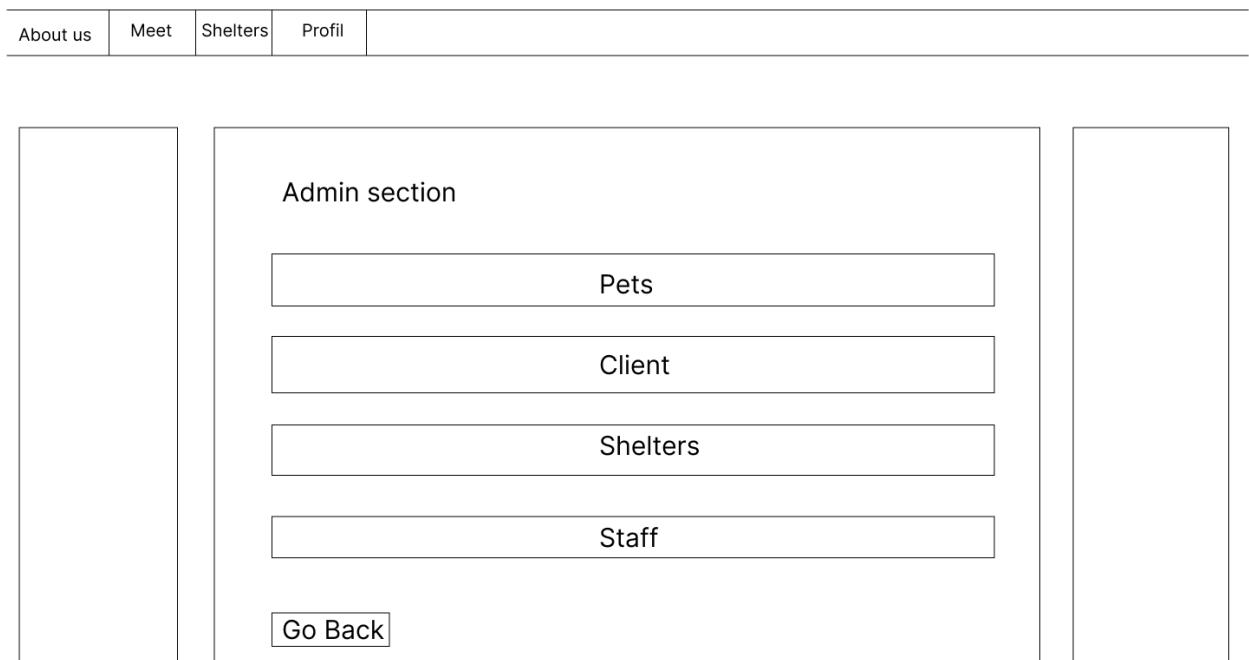 About us Meet Shelters Profil
Admin section
Pets
Client
Shelters
Staff
Go Back